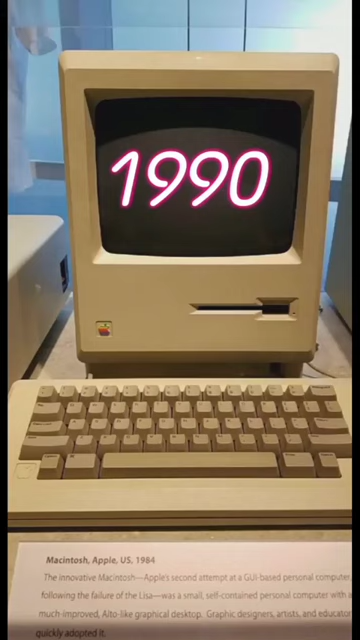 1990
Macintosh, Apple, US, 1984
The innovative Macintosh—Apple's second attempt at a GUI-based personal computer,
following the failure of the Lisa—was a small, self-contained personal computer with a
much-improved, Alto-like graphical desktop. Graphic designers, artists, and educator
quickly adopted it.